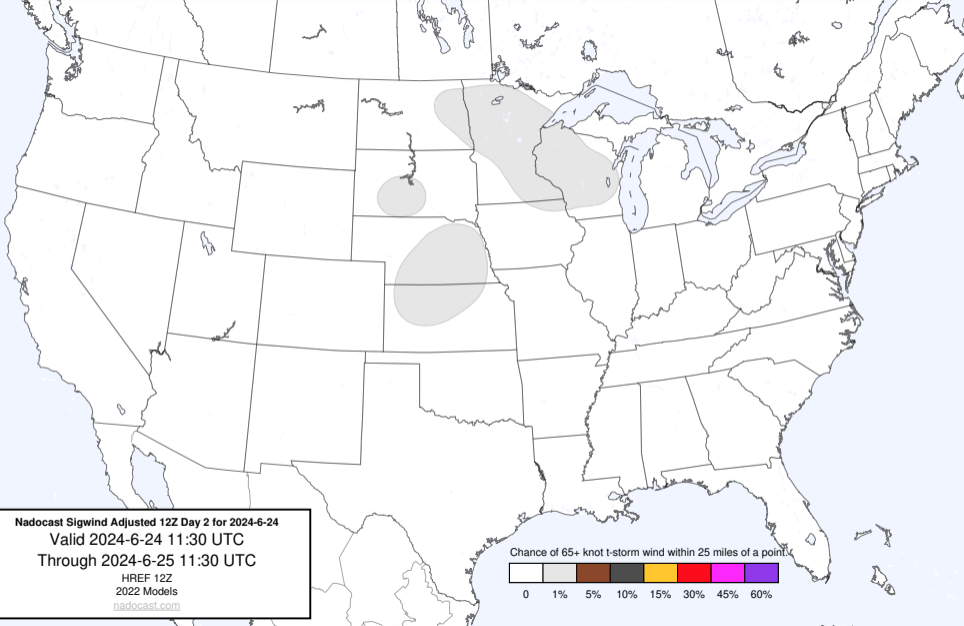 Nadocast Sigwind Adjusted 12Z Day 2 for 2024-6-24
Valid 2024-6-24 11:30 UTC
Through 2024-6-25 11:30 UTC
HREF 12Z
2022 Models
nadocast.com
Chance of 65+ knot t-storm wind within 25 miles of a point.
0 1% 5% 10% 15% 30% 45% 60%